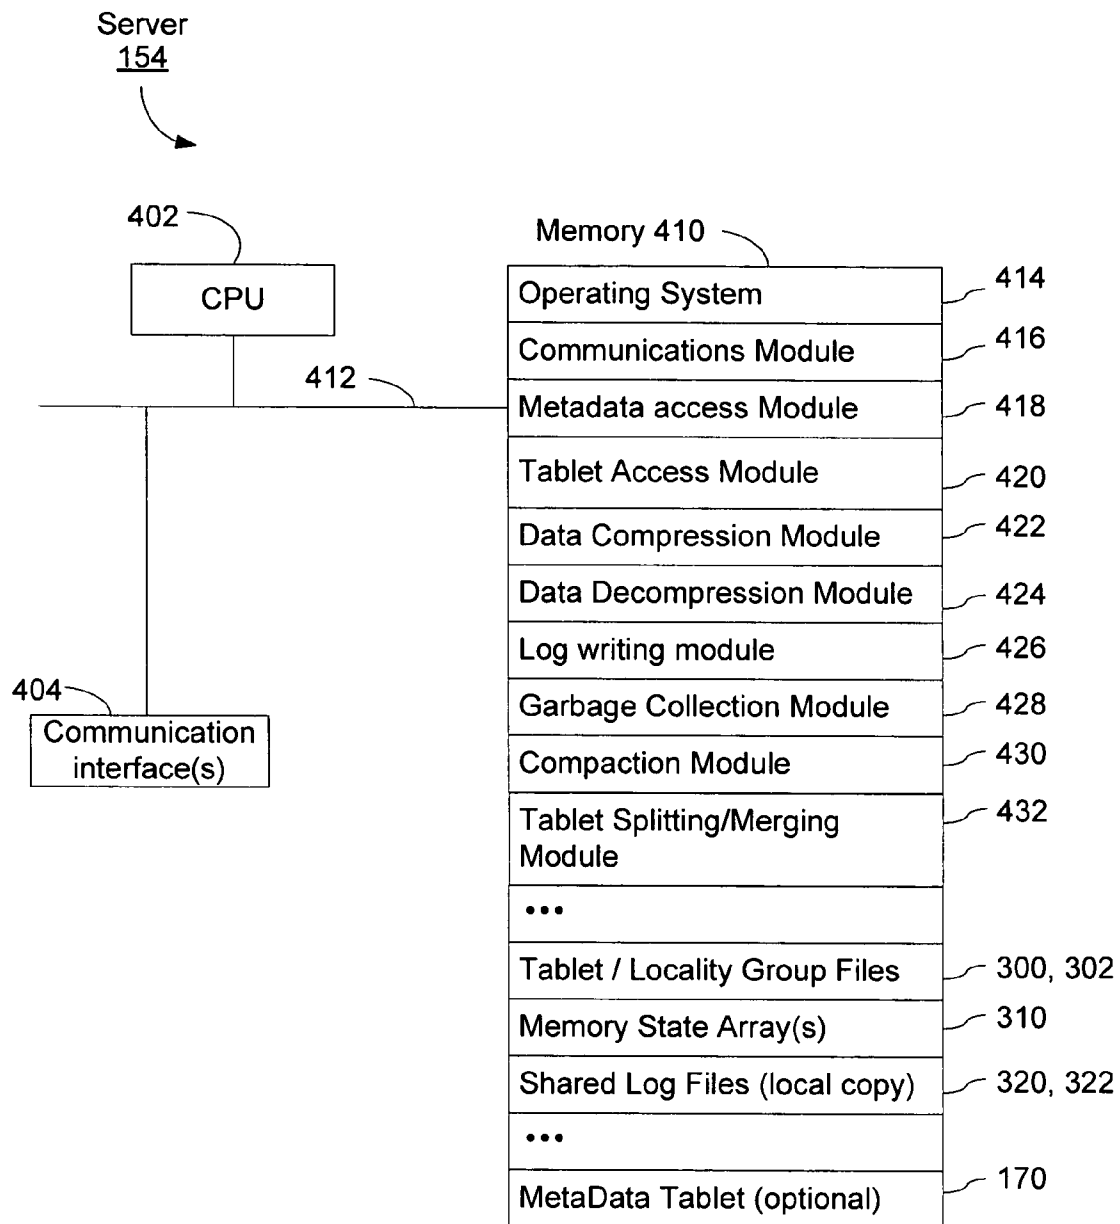 Server
154
402
CPU
412
404
Communication
interface(s)
Memory 410
Operating System
414
Communications Module
416
Metadata access Module
418
Tablet Access Module
420
Data Compression Module
422
Data Decompression Module
424
Log writing module
426
Garbage Collection Module
428
Compaction Module
430
Tablet Splitting/Merging
Module
432
•••
Tablet / Locality Group Files
300, 302
Memory State Array(s)
310
Shared Log Files (local copy)
320, 322
•••
MetaData Tablet (optional)
170